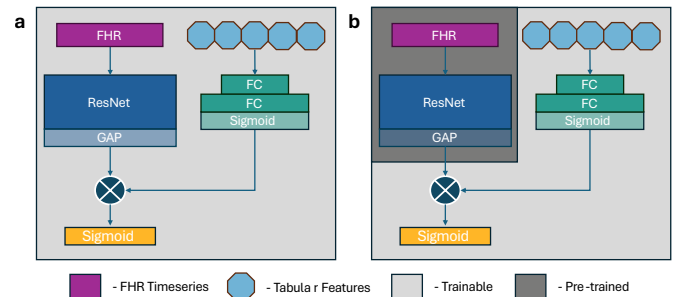 a
FHR
ResNet
GAP
FC
FC
Sigmoid
Sigmoid
b
FHR
ResNet
GAP
FC
FC
Sigmoid
Sigmoid
- FHR Timeseries
- Tabula r Features
- Trainable
- Pre-trained